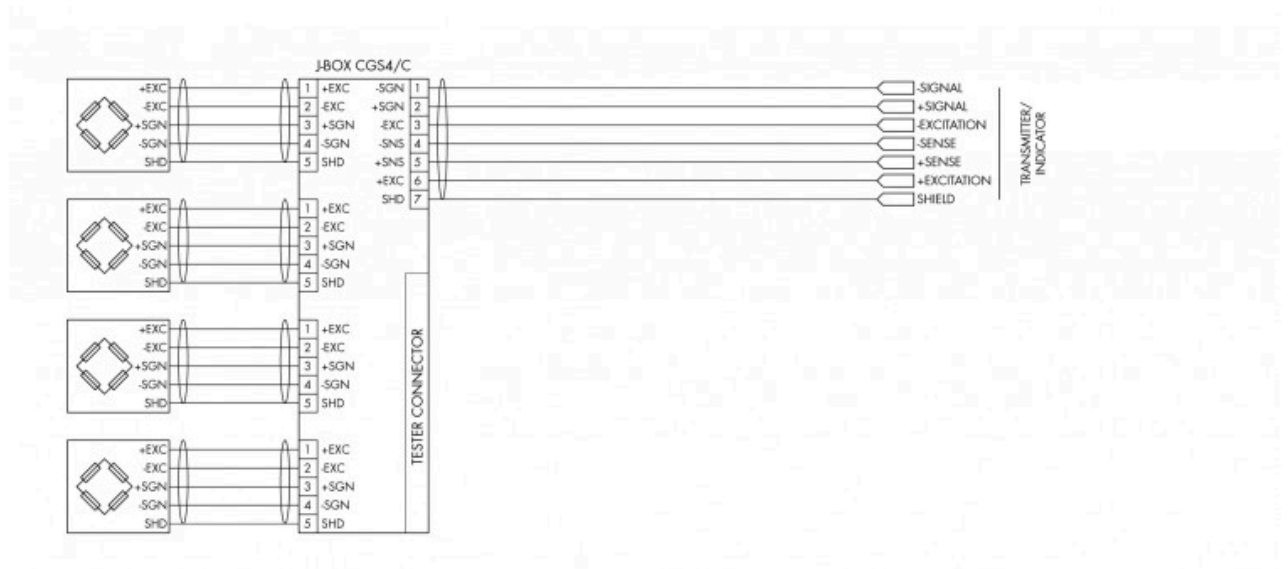 J-BOX CGS4/C
+EXC 1 +EXC -SGN 1 -SIGNAL
-EXC 2 -EXC +SGN 2 +SIGNAL
+SGN 3 +SGN -EXC 3 -EXCITATION
-SGN 4 -SGN -SNS 4 -SENSE
SHD 5 SHD +SNS 5 +SENSE
+EXC 6 +EXCITATION
SHD 7 SHIELD
TRANSMITTER/
INDICATOR
+EXC 1 +EXC
-EXC 2 -EXC
+SGN 3 +SGN
-SGN 4 -SGN
SHD 5 SHD
+EXC 1 +EXC
-EXC 2 -EXC
+SGN 3 +SGN
-SGN 4 -SGN
SHD 5 SHD
+EXC 1 +EXC
-EXC 2 -EXC
+SGN 3 +SGN
-SGN 4 -SGN
SHD 5 SHD
TESTER CONNECTOR